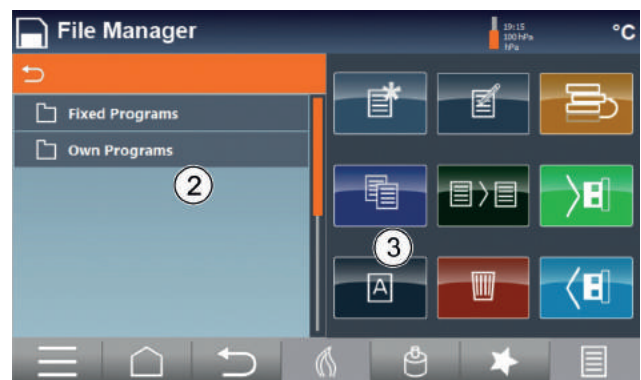 File Manager
19:15
100 hPa
hPa
°C
Fixed Programs
Own Programs
2
3
A